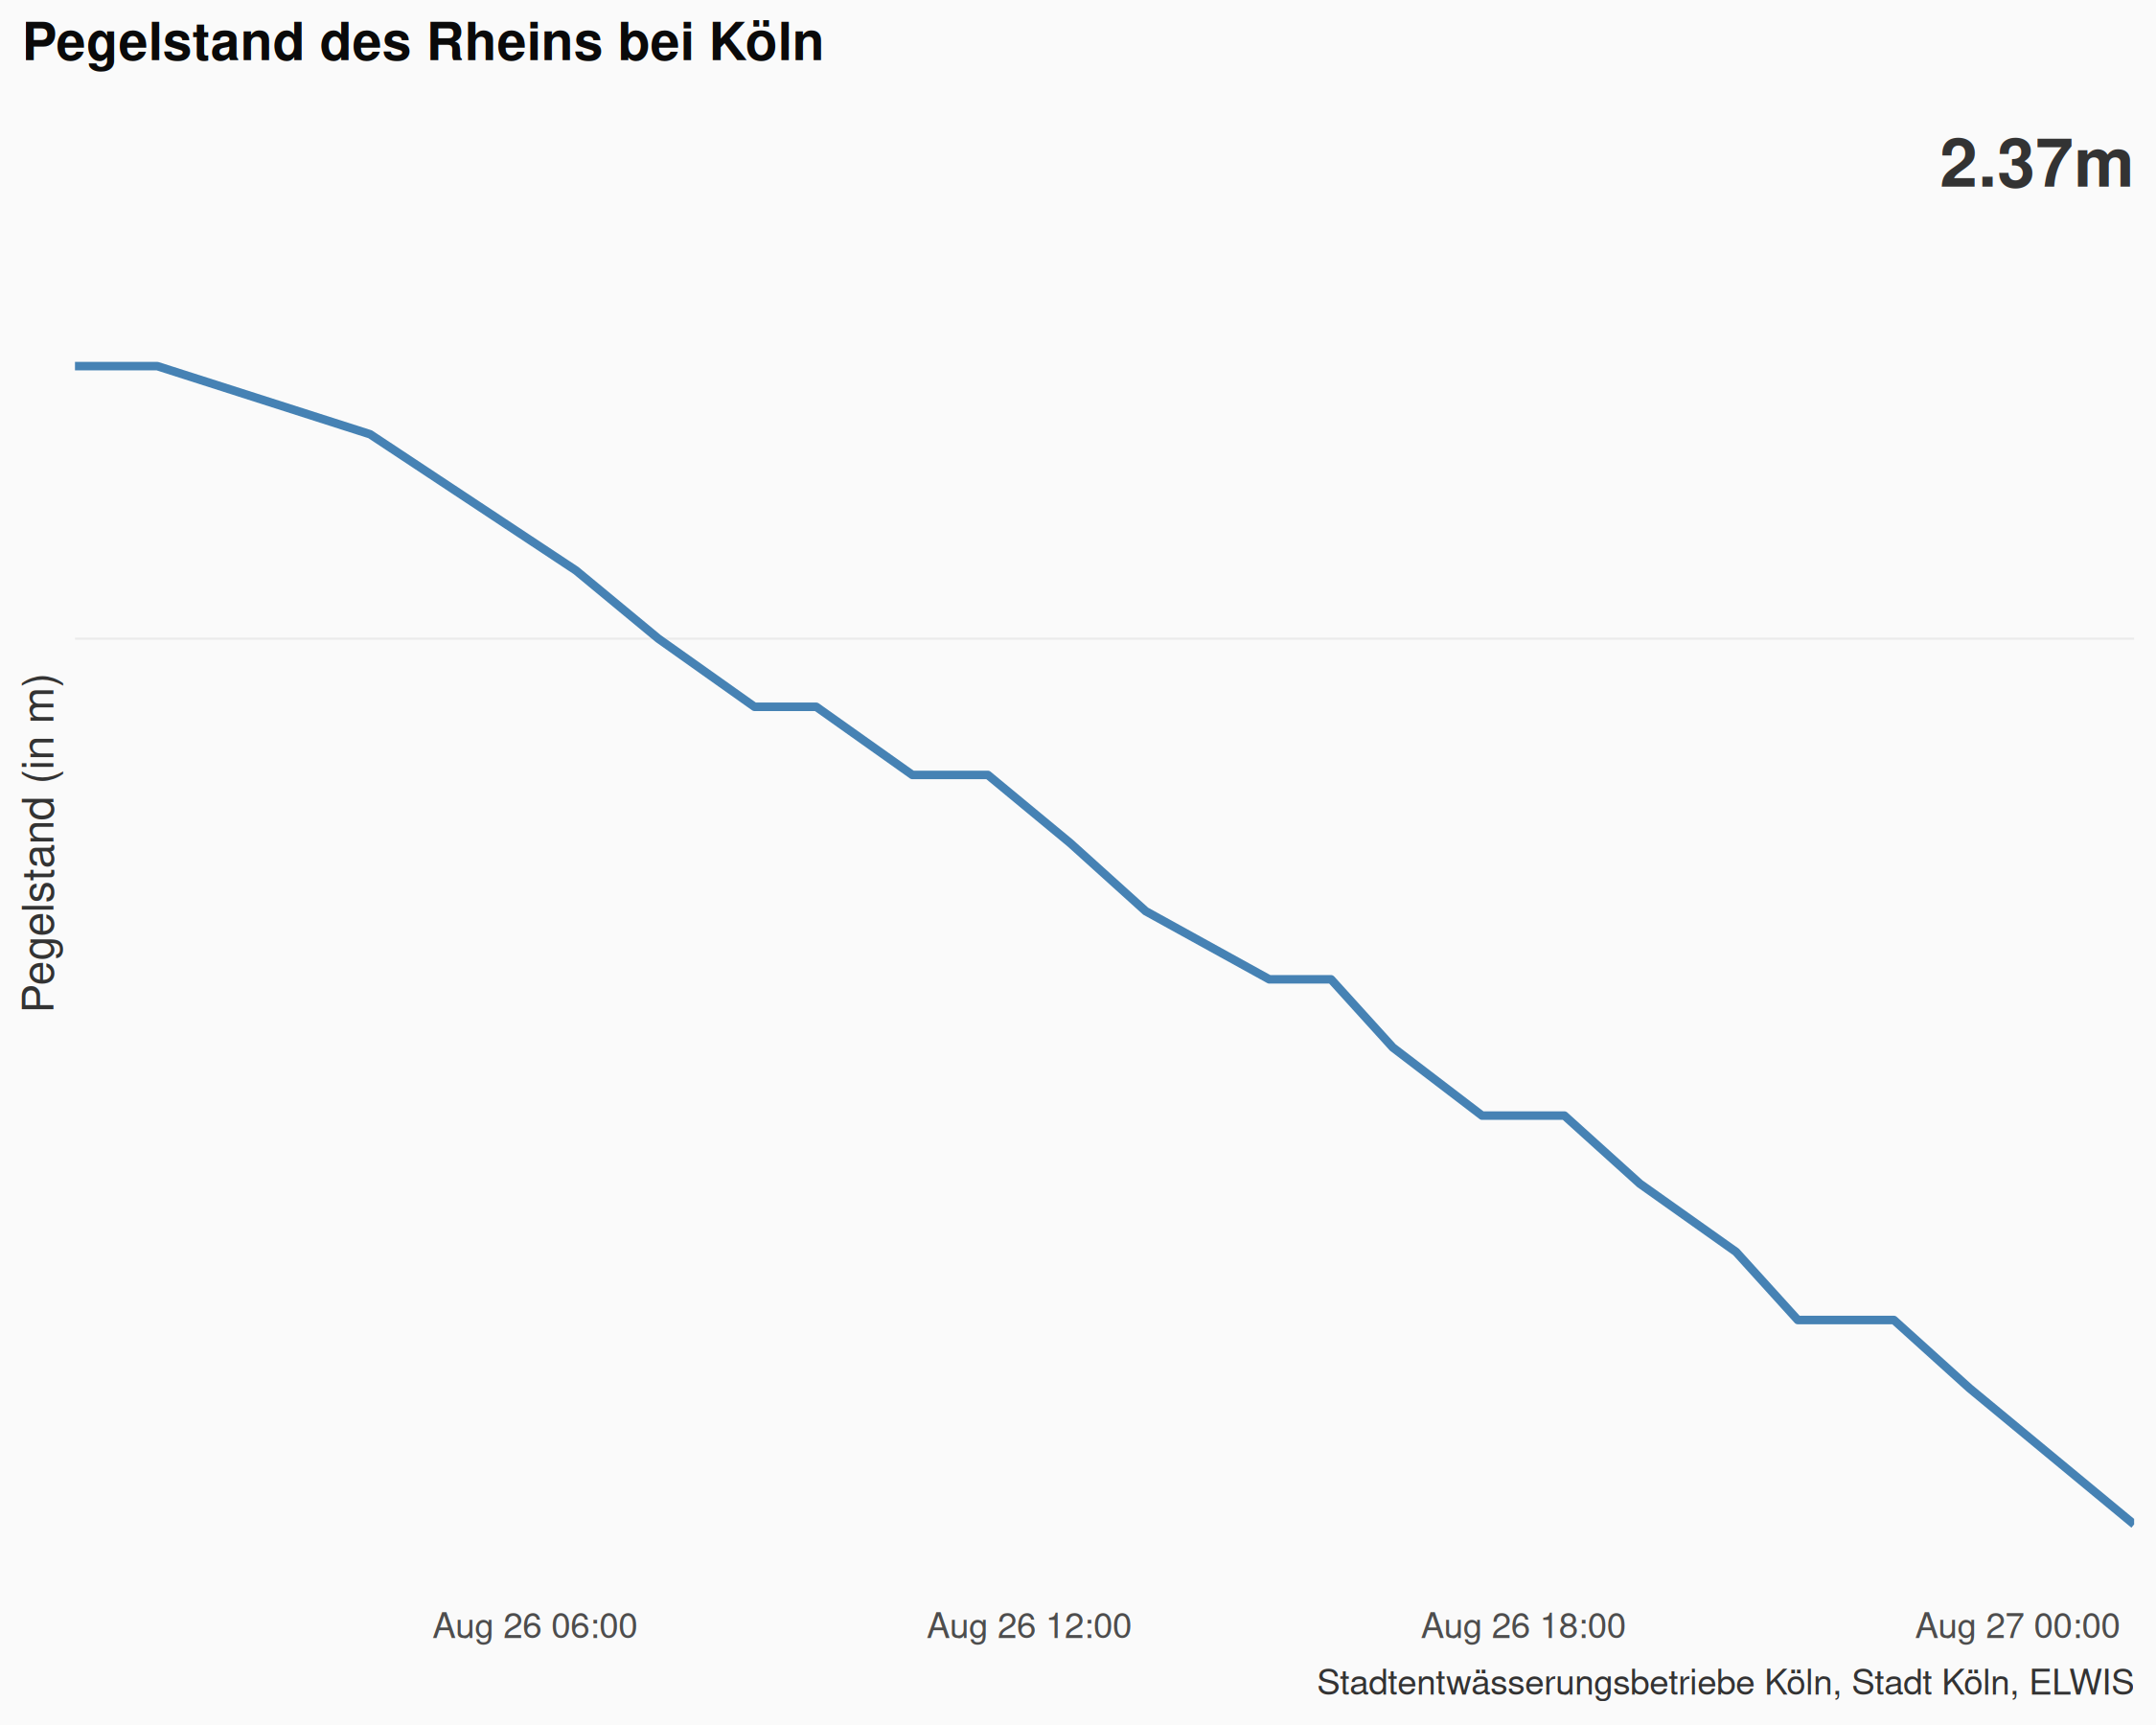 Pegelstand des Rheins bei Köln
2.37m
Pegelstand (in m)
Aug 26 06:00 Aug 26 12:00 Aug 26 18:00 Aug 27 00:00
Stadtentwässerungsbetriebe Köln, Stadt Köln, ELWIS